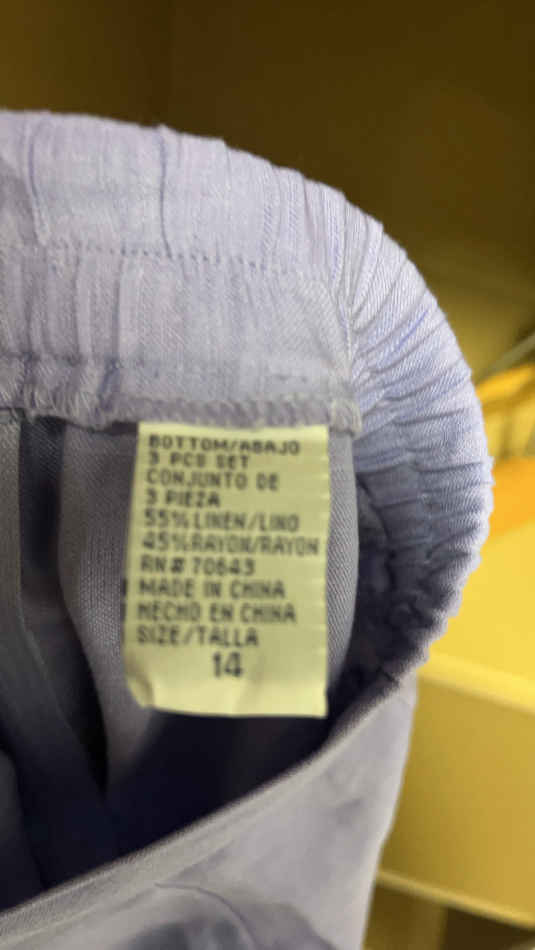 BOTTOM/ABAJO
3 PCS SET
CONJUNTO DE
3 PIEZA
55%LINEN/LINO
45%RAYON/RAYON
RN# 70643
MADE IN CHINA
HECHO EN CHINA
SIZE/TALLA
14